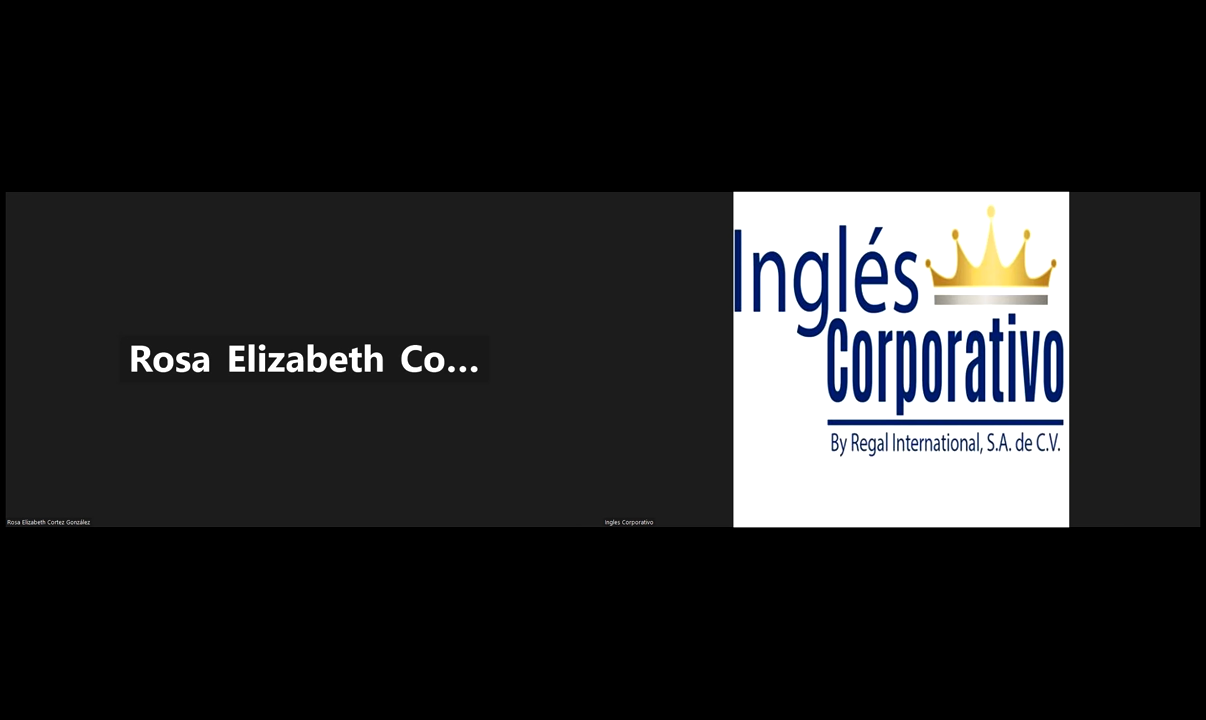 Rosa Elizabeth Co...
Rosa Elizabeth Cortez González
Inglés
Corporativo
By Regal International, S.A. de C.V.
Ingles Corporativo